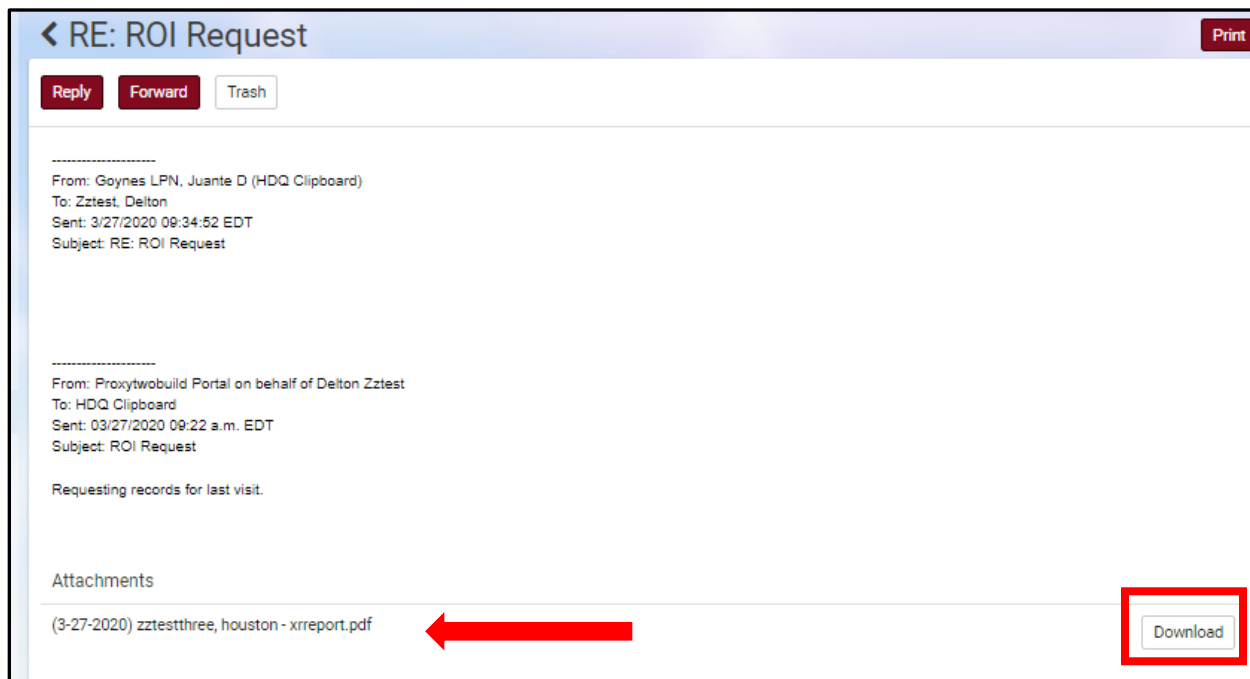 RE: ROI Request
Print
Reply Forward Trash
---------------------
From: Goynes LPN, Juante D (HDQ Clipboard)
To: Zztest, Delton
Sent: 3/27/2020 09:34:52 EDT
Subject: RE: ROI Request
---------------------
From: Proxytwobuild Portal on behalf of Delton Zztest
To: HDQ Clipboard
Sent: 03/27/2020 09:22 a.m. EDT
Subject: ROI Request
Requesting records for last visit.
Attachments
(3-27-2020) zztestthree, houston - xrreport.pdf
Download